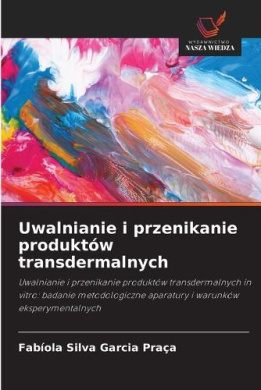 WYDAWNICTWO
NASZA WIEDZA
Uwalnianie i przenikanie
produktów
transdermalnych
Uwalnianie i przenikanie produktów transdermalnych in
vitro: badanie metodologiczne aparatury i warunków
eksperymentalnych
Fabíola Silva Garcia Praça